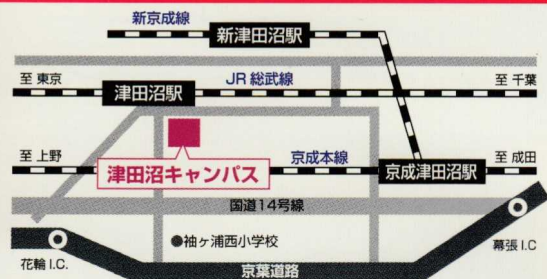 新京成線
新津田沼駅
至 東京
JR 総武線
至 千葉
津田沼駅
至 上野
京成本線
至 成田
津田沼キャンパス
京成津田沼駅
国道14号線
●袖ヶ浦西小学校
花輪 I.C.
幕張 I.C
京葉道路